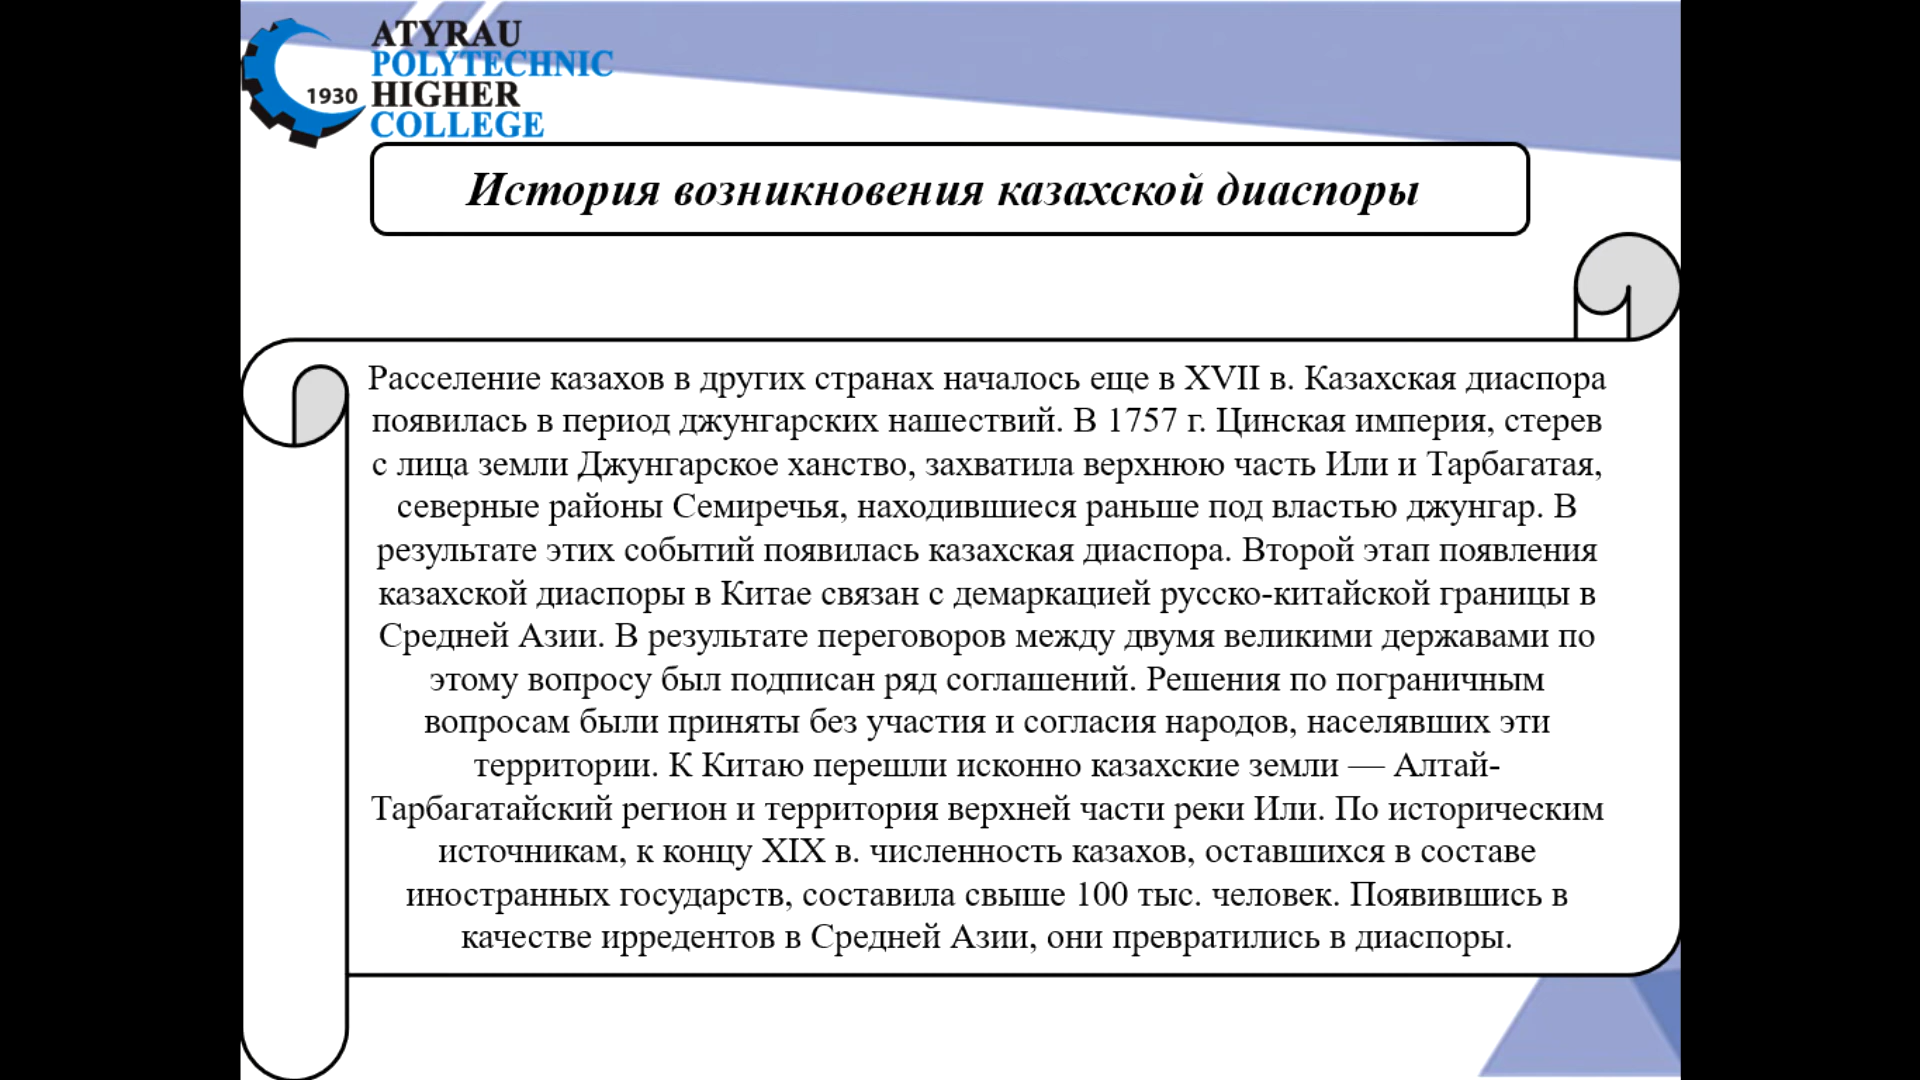 ATYRAU
POLYTECHNIC
HIGHER
COLLEGE
1930
История возникновения казахской диаспоры
Расселение казахов в других странах началось еще в XVII в. Казахская диаспора
появилась в период джунгарских нашествий. В 1757 г. Цинская империя, стерев
с лица земли Джунгарское ханство, захватила верхнюю часть Или и Тарбагатая,
северные районы Семиречья, находившиеся раньше под властью джунгар. В
результате этих событий появилась казахская диаспора. Второй этап появления
казахской диаспоры в Китае связан с демаркацией русско-китайской границы в
Средней Азии. В результате переговоров между двумя великими державами по
этому вопросу был подписан ряд соглашений. Решения по пограничным
вопросам были приняты без участия и согласия народов, населявших эти
территории. К Китаю перешли исконно казахские земли — Алтай-
Тарбагатайский регион и территория верхней части реки Или. По историческим
источникам, к концу XIX в. численность казахов, оставшихся в составе
иностранных государств, составила свыше 100 тыс. человек. Появившись в
качестве ирредентов в Средней Азии, они превратились в диаспоры.